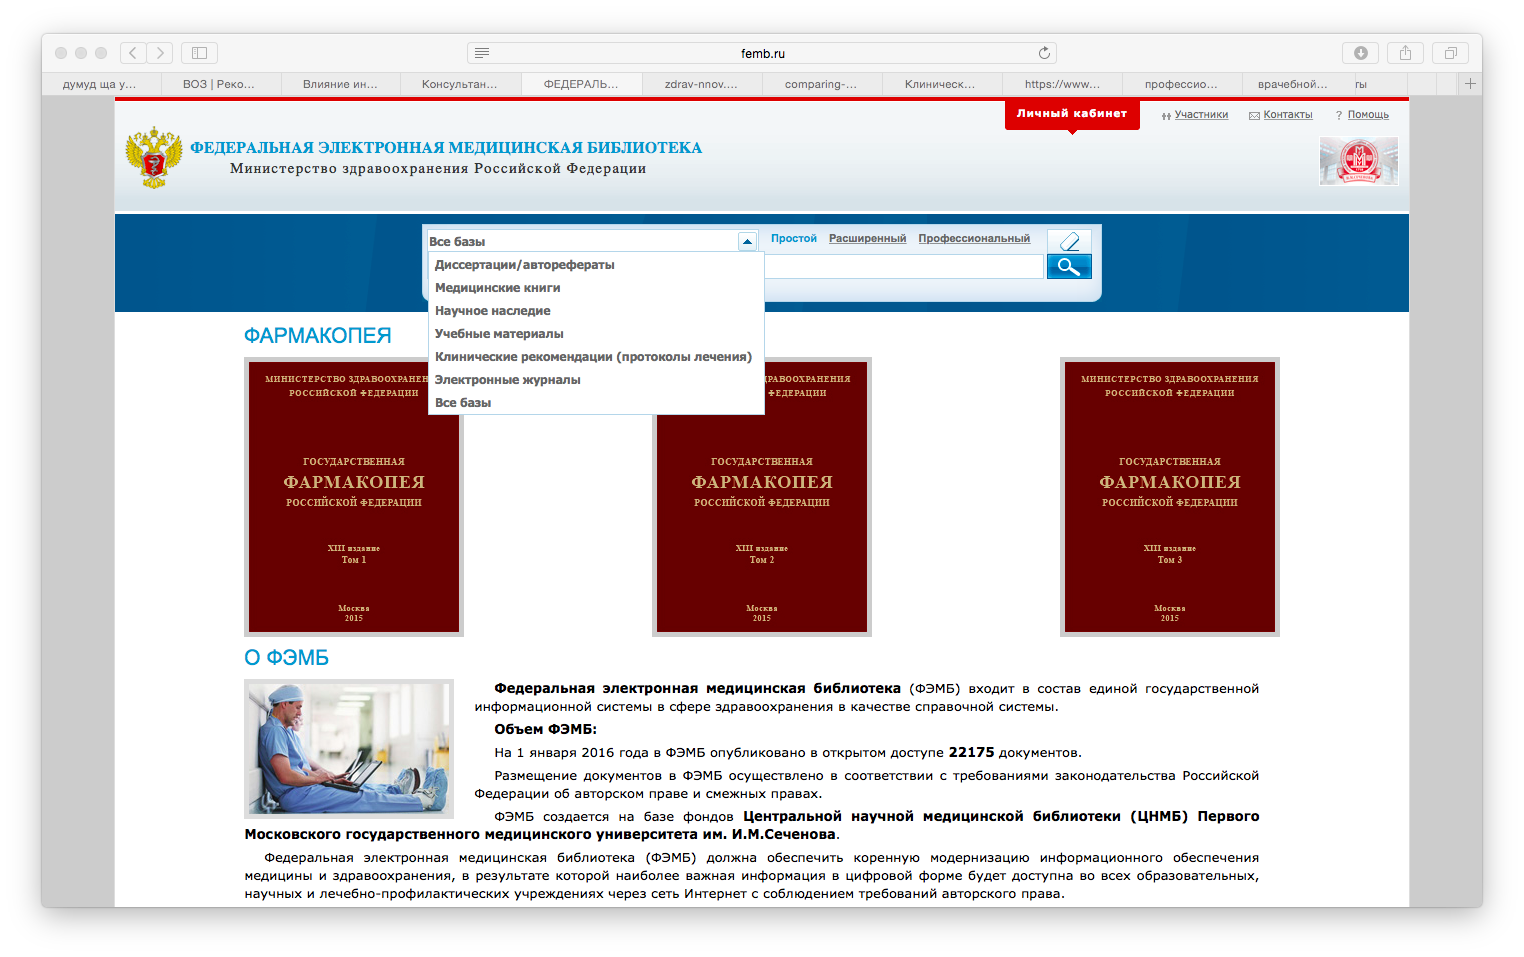 femb.ru
думуд ща у...
ВОЗ | Реко...
Влияние ин...
Консультан...
ФЕДЕРАЛЬ...
zdrav-nnov....
comparing-...
Клиническ...
https://www...
профессио...
врачебной...
ты
Личный кабинет
Участники
Контакты
? Помощь
ФЕДЕРАЛЬНАЯ ЭЛЕКТРОННАЯ МЕДИЦИНСКАЯ БИБЛИОТЕКА
Министерство здравоохранения Российской Федерации
Все базы
Простой Расширенный Профессиональный
Диссертации/авторефераты
Медицинские книги
Научное наследие
Учебные материалы
Клинические рекомендации (протоколы лечения)
Электронные журналы
Все базы
ФАРМАКОПЕЯ
МИНИСТЕРСТВО ЗДРАВООХРАНЕН
РОССИЙСКОЙ ФЕДЕРАЦИИ
ГОСУДАРСТВЕННАЯ
ФАРМАКОПЕЯ
РОССИЙСКОЙ ФЕДЕРАЦИИ
XIII издание
Том 1
Москва
2015
ДРАВООХРАНЕНИЯ
ФЕДЕРАЦИИ
ГОСУДАРСТВЕННАЯ
ФАРМАКОПЕЯ
РОССИЙСКОЙ ФЕДЕРАЦИИ
XIII издание
Том 2
Москва
2015
МИНИСТЕРСТВО ЗДРАВООХРАНЕНИЯ
РОССИЙСКОЙ ФЕДЕРАЦИИ
ГОСУДАРСТВЕННАЯ
ФАРМАКОПЕЯ
РОССИЙСКОЙ ФЕДЕРАЦИИ
XIII издание
Том 3
Москва
2015
О ФЭМБ
Федеральная электронная медицинская библиотека (ФЭМБ) входит в состав единой государственной
информационной системы в сфере здравоохранения в качестве справочной системы.
Объем ФЭМБ:
На 1 января 2016 года в ФЭМБ опубликовано в открытом доступе 22175 документов.
Размещение документов в ФЭМБ осуществлено в соответствии с требованиями законодательства Российской
Федерации об авторском праве и смежных правах.
ФЭМБ создается на базе фондов Центральной научной медицинской библиотеки (ЦНМБ) Первого
Московского государственного медицинского университета им. И.М.Сеченова.
Федеральная электронная медицинская библиотека (ФЭМБ) должна обеспечить коренную модернизацию информационного обеспечения
медицины и здравоохранения, в результате которой наиболее важная информация в цифровой форме будет доступна во всех образовательных,
научных и лечебно-профилактических учреждениях через сеть Интернет с соблюдением требований авторского права.